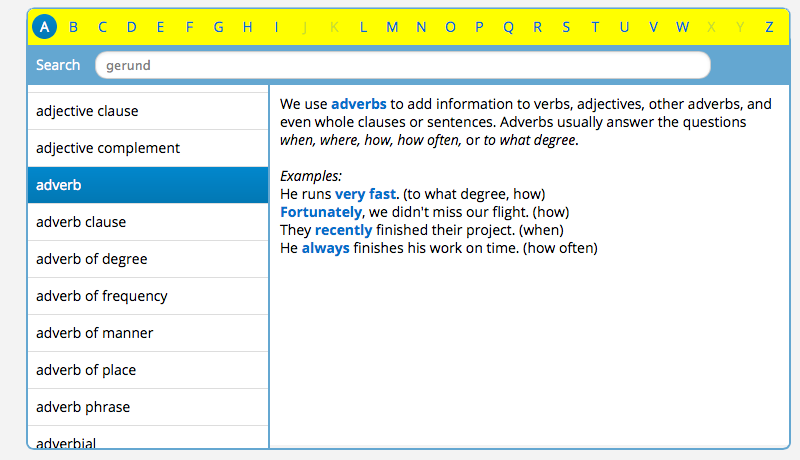 A B C D E F G H I J K L M N O P Q R S T U V W X Y Z
Search gerund
adjective clause
adjective complement
adverb
adverb clause
adverb of degree
adverb of frequency
adverb of manner
adverb of place
adverb phrase
adverbial
We use adverbs to add information to verbs, adjectives, other adverbs, and
even whole clauses or sentences. Adverbs usually answer the questions
when, where, how, how often, or to what degree.
Examples:
He runs very fast. (to what degree, how)
Fortunately, we didn't miss our flight. (how)
They recently finished their project. (when)
He always finishes his work on time. (how often)